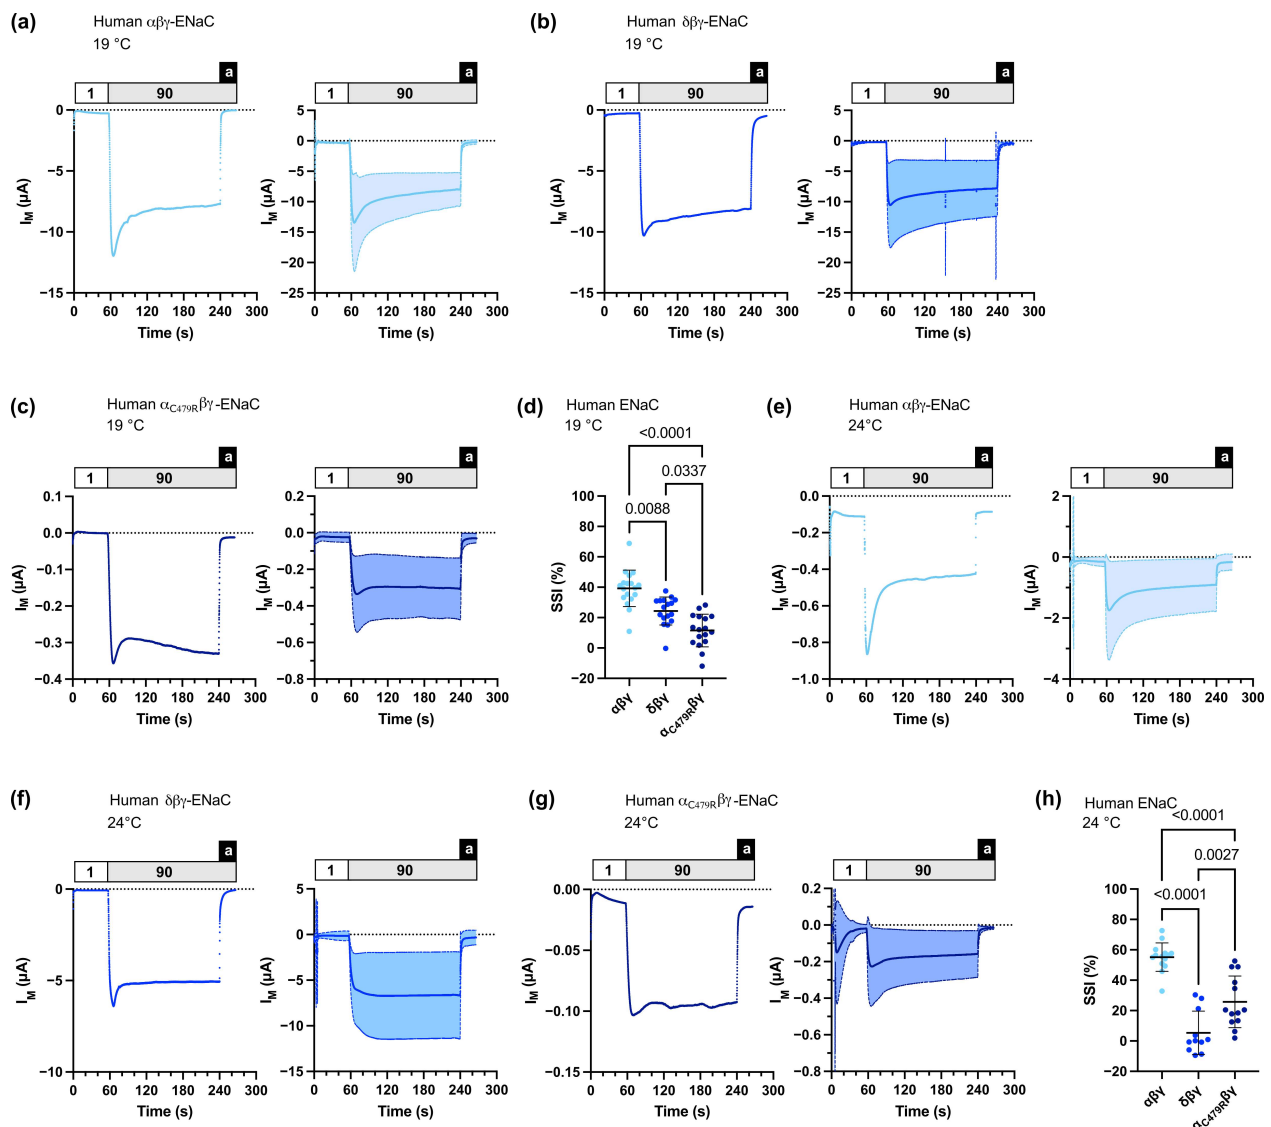 (a)
Human αβγ-ENaC
19 °C
1
90
a
0
−5
−10
−15
I_M (μA)
0 60 120 180 240 300
Time (s)
1
90
a
5
0
−5
−10
−15
−20
−25
I_M (μA)
0 60 120 180 240 300
Time (s)
(b)
Human δβγ-ENaC
19 °C
1
90
a
0
−5
−10
−15
I_M (μA)
0 60 120 180 240 300
Time (s)
1
90
a
5
0
−5
−10
−15
−20
−25
I_M (μA)
0 60 120 180 240 300
Time (s)
(c)
Human α_C479Rβγ-ENaC
19 °C
1
90
a
0.1
0.0
−0.1
−0.2
−0.3
−0.4
I_M (μA)
0 60 120 180 240 300
Time (s)
1
90
a
0.2
0.0
−0.2
−0.4
−0.6
−0.8
I_M (μA)
0 60 120 180 240 300
Time (s)
(d)
Human ENaC
19 °C
<0.0001
0.0337
0.0088
100
80
60
40
20
0
−20
SSI (%)
αβγ
δβγ
α_C479Rβγ
(e)
Human αβγ-ENaC
24°C
1
90
a
0.0
−0.2
−0.4
−0.6
−0.8
−1.0
I_M (μA)
0 60 120 180 240 300
Time (s)
1
90
a
2
0
−2
−4
I_M (μA)
0 60 120 180 240 300
Time (s)
(f)
Human δβγ-ENaC
24°C
1
90
a
0
−5
−10
I_M (μA)
0 60 120 180 240 300
Time (s)
1
90
a
5
0
−5
−10
−15
I_M (μA)
0 60 120 180 240 300
Time (s)
(g)
Human α_C479Rβγ-ENaC
24°C
1
90
a
0.00
−0.05
−0.10
−0.15
I_M (μA)
0 60 120 180 240 300
Time (s)
1
90
a
0.2
0.0
−0.2
−0.4
−0.6
−0.8
I_M (μA)
0 60 120 180 240 300
Time (s)
(h)
Human ENaC
24 °C
<0.0001
0.0027
<0.0001
100
80
60
40
20
0
−20
SSI (%)
αβγ
δβγ
α_C479Rβγ